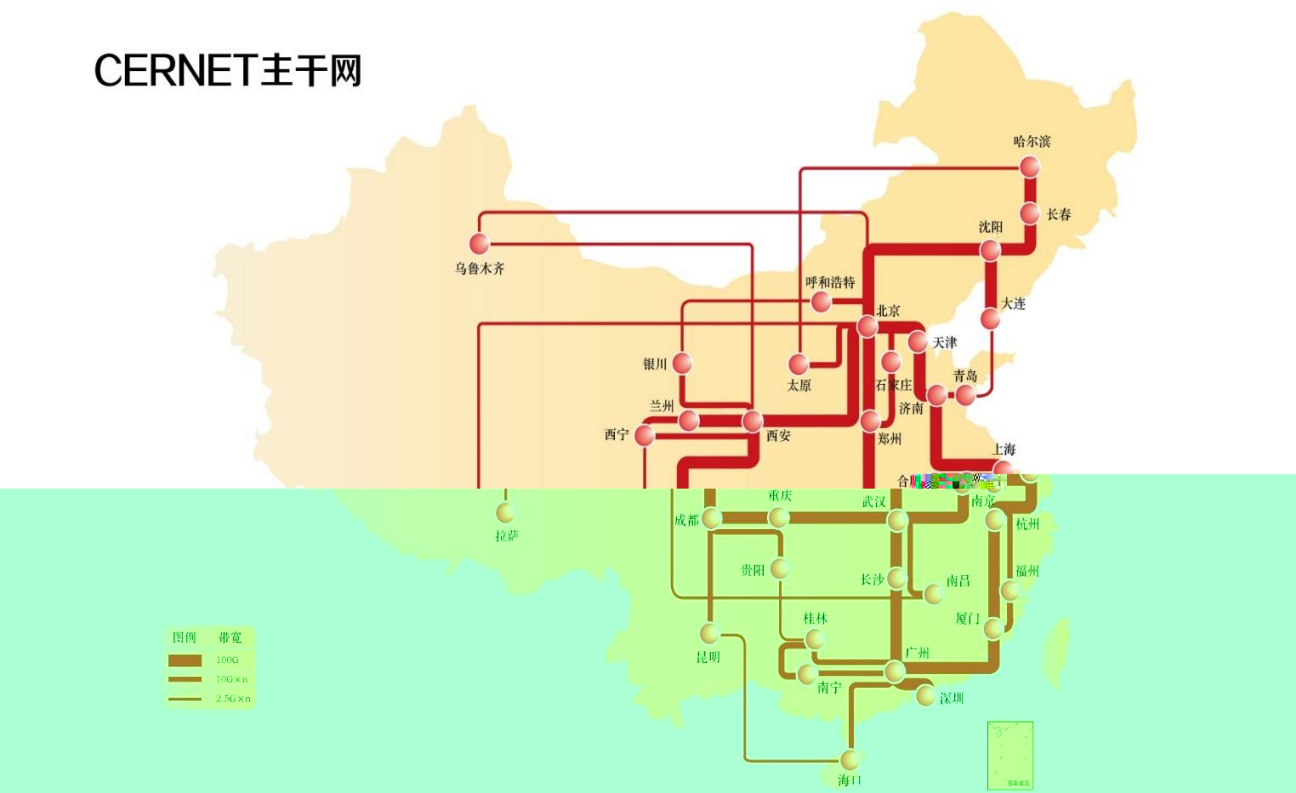 CERNET主干网
哈尔滨
长春
沈阳
乌鲁木齐
呼和浩特
大连
北京
天津
银川
太原
石家庄
青岛
兰州
济南
西宁
西安
郑州
上海
合肥
重庆
武汉
南京
成都
杭州
拉萨
贵阳
长沙
南昌
福州
桂林
厦门
图例 带宽
100G
10G×n
2.5G×n
昆明
广州
南宁
深圳
海口